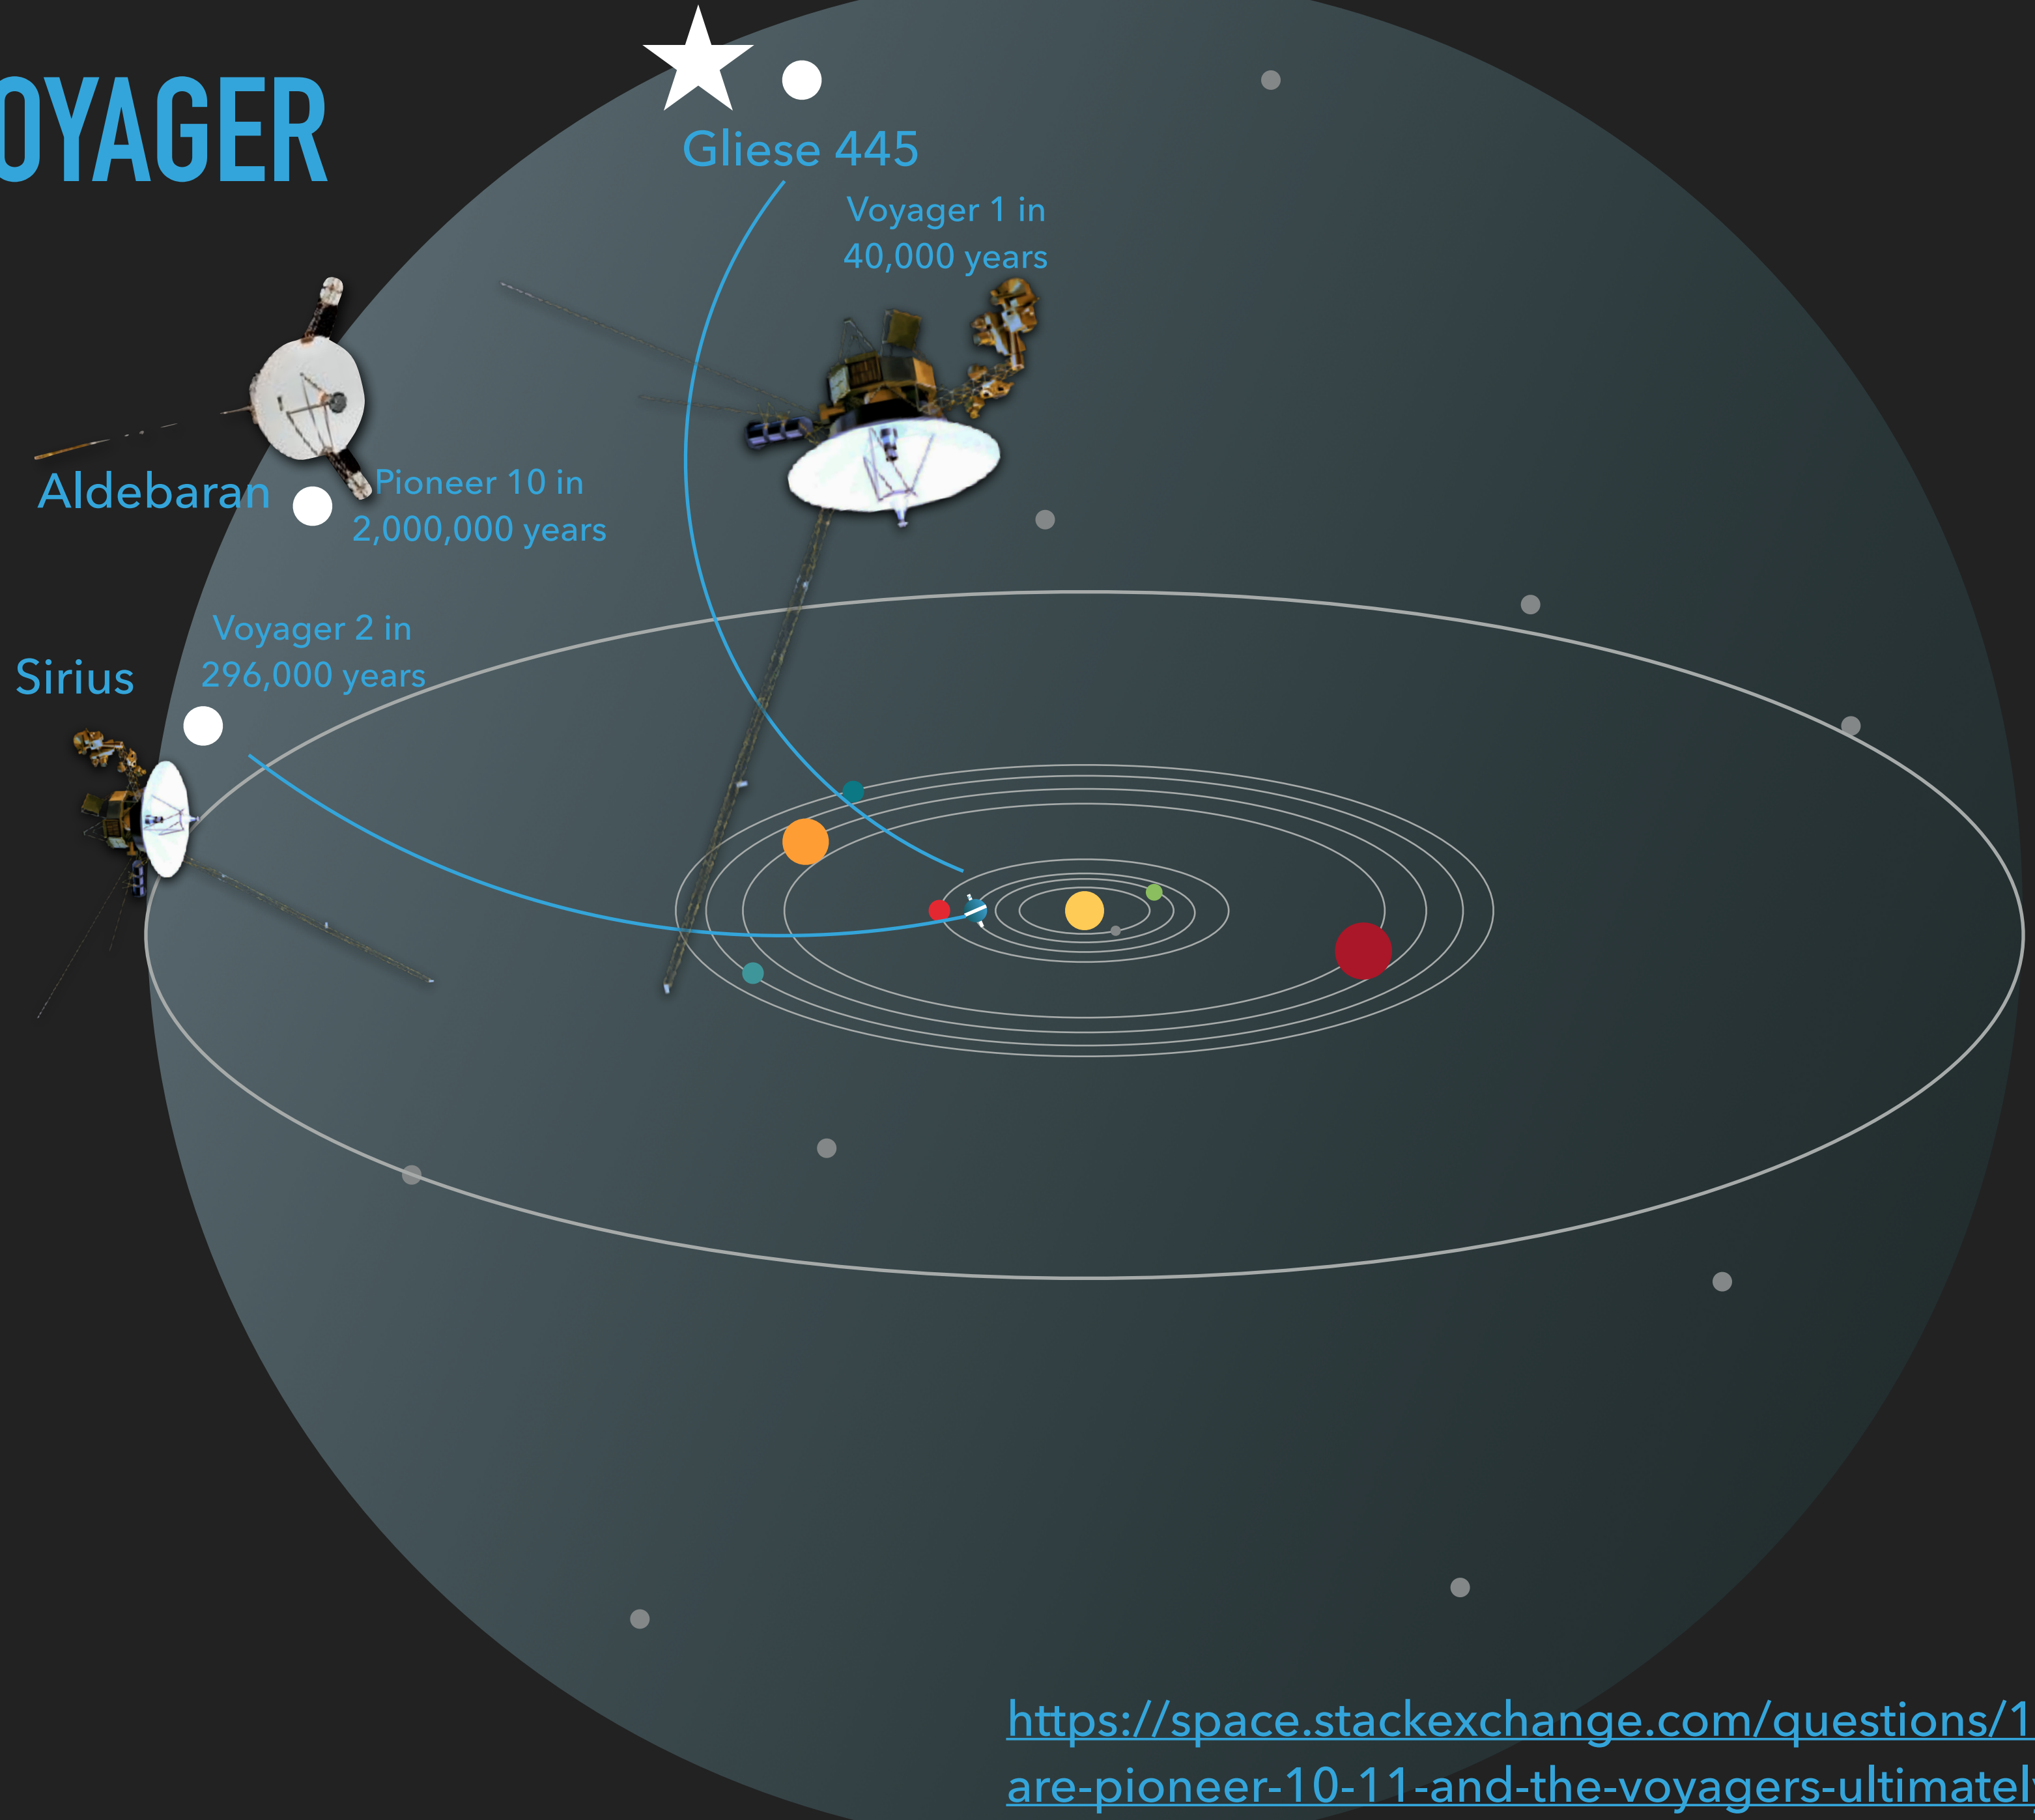 OYAGER
Gliese 445
Voyager 1 in
40,000 years
Aldebaran
Pioneer 10 in
2,000,000 years
Voyager 2 in
296,000 years
Sirius
https://space.stackexchange.com/questions/1
are-pioneer-10-11-and-the-voyagers-ultimately